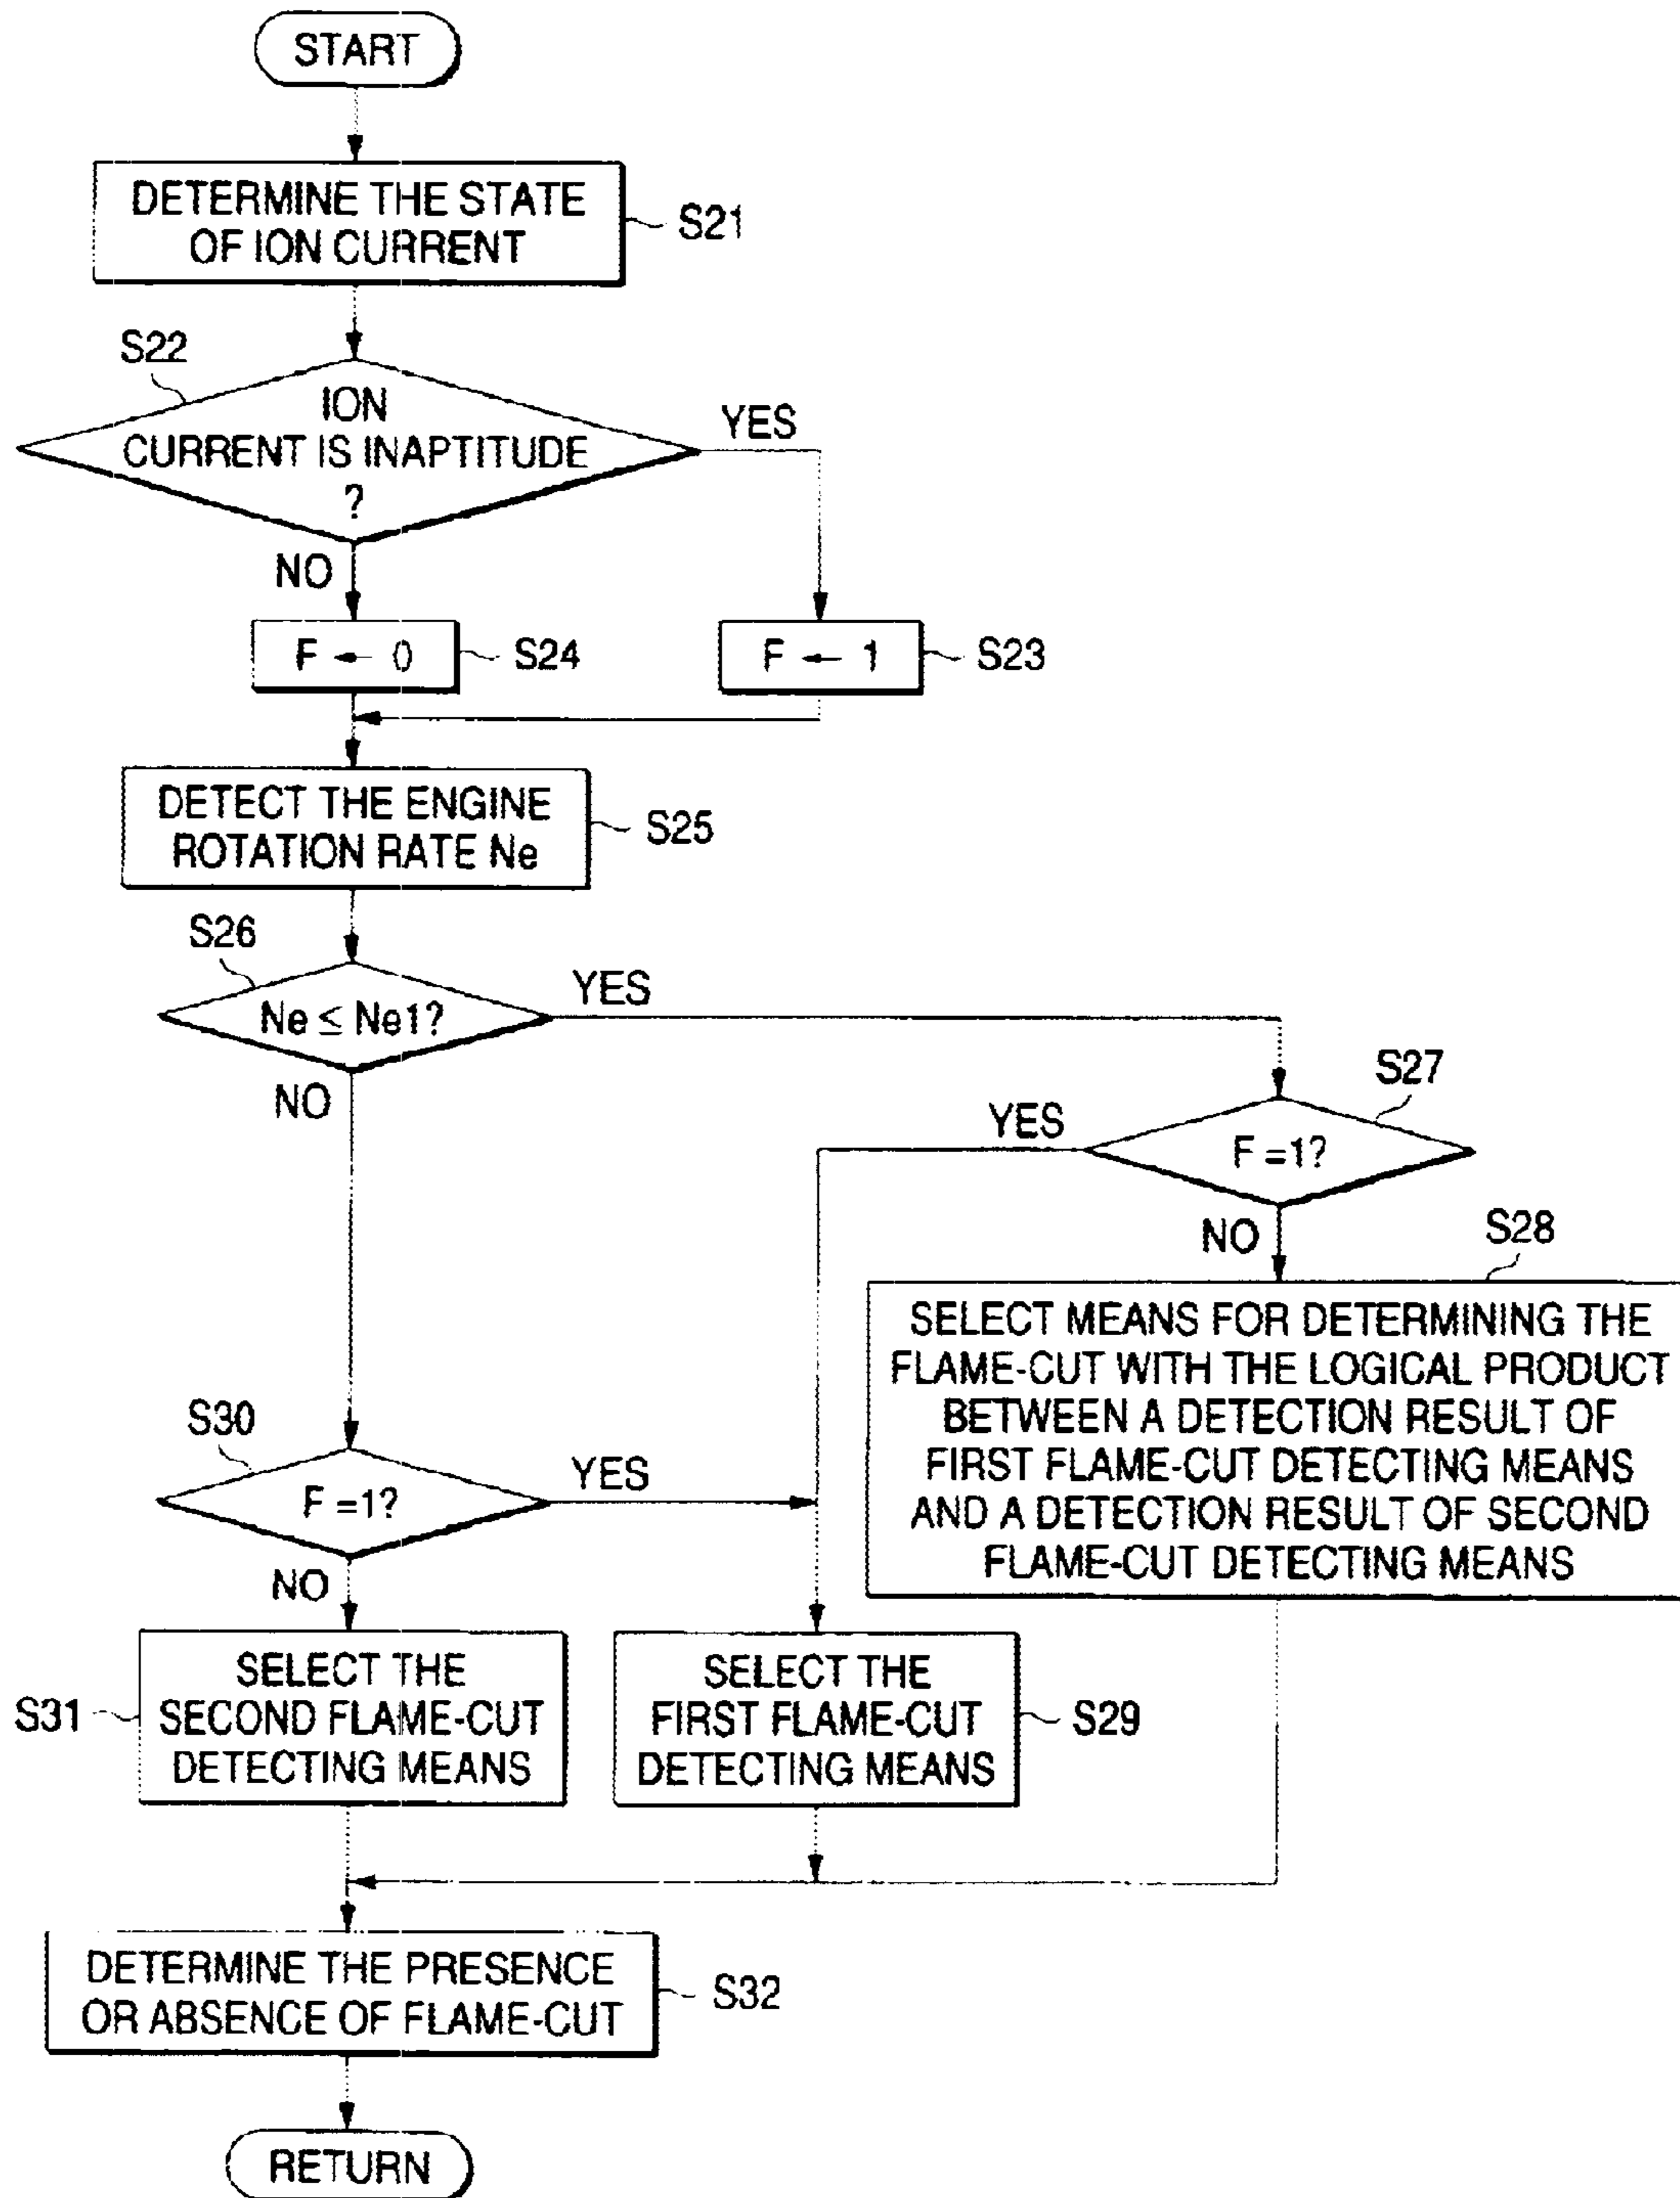 START
DETERMINE THE STATE
OF ION CURRENT
S21
S22
ION
CURRENT IS INAPTITUDE
?
YES
NO
F ← 0
S24
F ← 1
S23
DETECT THE ENGINE
ROTATION RATE Ne
S25
S26
Ne ≤ Ne1?
YES
NO
S27
F =1?
YES
NO
S28
SELECT MEANS FOR DETERMINING THE
FLAME-CUT WITH THE LOGICAL PRODUCT
BETWEEN A DETECTION RESULT OF
FIRST FLAME-CUT DETECTING MEANS
AND A DETECTION RESULT OF SECOND
FLAME-CUT DETECTING MEANS
S30
F =1?
YES
NO
S31
SELECT THE
SECOND FLAME-CUT
DETECTING MEANS
SELECT THE
FIRST FLAME-CUT
DETECTING MEANS
S29
DETERMINE THE PRESENCE
OR ABSENCE OF FLAME-CUT
S32
RETURN